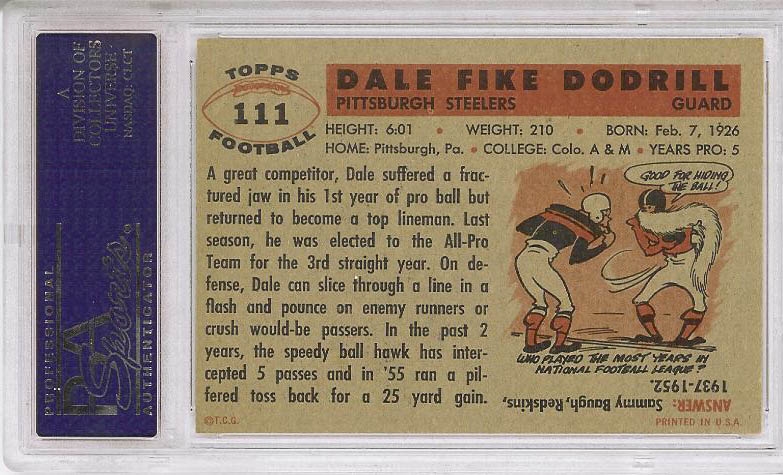 A
DIVISION OF
COLLECTORS
UNIVERSE
NASDAQ: CLCT
PROFESSIONAL
PSA
Sports
AUTHENTICATOR
TOPPS
111
FOOTBALL
DALE FIKE DODRILL
PITTSBURGH STEELERS GUARD
HEIGHT: 6:01 • WEIGHT: 210 • BORN: Feb. 7, 1926
HOME: Pittsburgh, Pa. • COLLEGE: Colo. A & M • YEARS PRO: 5
A great competitor, Dale suffered a frac-
tured jaw in his 1st year of pro ball but
returned to become a top lineman. Last
season, he was elected to the All-Pro
Team for the 3rd straight year. On de-
fense, Dale can slice through a line in a
flash and pounce on enemy runners or
crush would-be passers. In the past 2
years, the speedy ball hawk has inter-
cepted 5 passes and in '55 ran a pil-
fered toss back for a 25 yard gain.
GOOD FOR HIDING
THE BALL!
WHO PLAYED THE MOST YEARS IN
NATIONAL FOOTBALL LEAGUE?
ANSWER: Sammy Baugh, Redskins,
1937-1952.
©T.C.G.
PRINTED IN U.S.A.